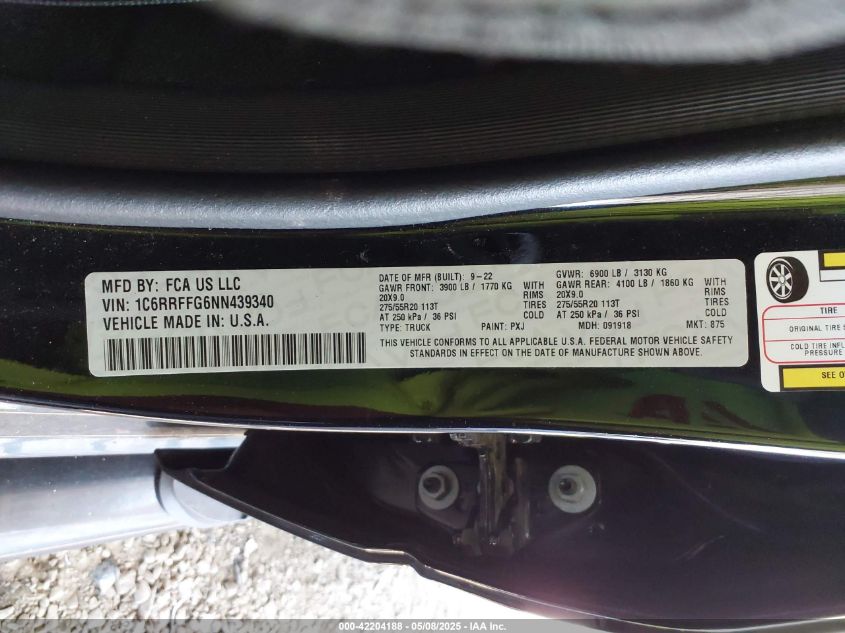 MFD BY: FCA US LLC
VIN: 1C6RRFFG6NN439340
VEHICLE MADE IN: U.S.A.
DATE OF MFR (BUILT): 9-22 GVWR: 6900 LB / 3130 KG
GAWR FRONT: 3900 LB / 1770 KG WITH GAWR REAR: 4100 LB / 1860 KG WITH
20X9.0 RIMS 20X9.0 RIMS
275/55R20 113T TIRES 275/55R20 113T TIRES
AT 250 kPa / 36 PSI AT 250 kPa / 36 PSI
TYPE: TRUCK PAINT: PXJ MDH: 091918 MKT: 875
THIS VEHICLE CONFORMS TO ALL APPLICABLE U.S.A. FEDERAL MOTOR VEHICLE SAFETY
STANDARDS IN EFFECT ON THE DATE OF MANUFACTURE SHOWN ABOVE.
TIRE
ORIGINAL TIRE S
COLD TIRE INFL
PRESSURE
SEE O
000-42204188 - 05/08/2025 - IAA Inc.